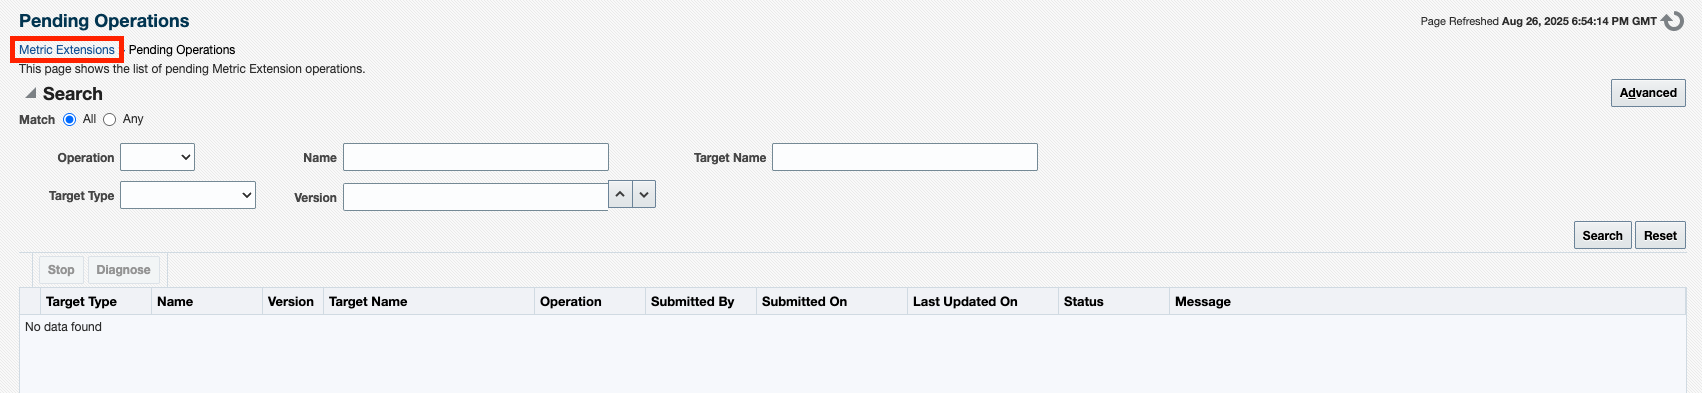 Pending Operations
Page Refreshed Aug 26, 2025 6:54:14 PM GMT
Metric Extensions Pending Operations
This page shows the list of pending Metric Extension operations.
Search
Advanced
Match All Any
Operation Name Target Name
Target Type Version
Search Reset
Stop Diagnose
Target Type Name Version Target Name Operation Submitted By Submitted On Last Updated On Status Message
No data found